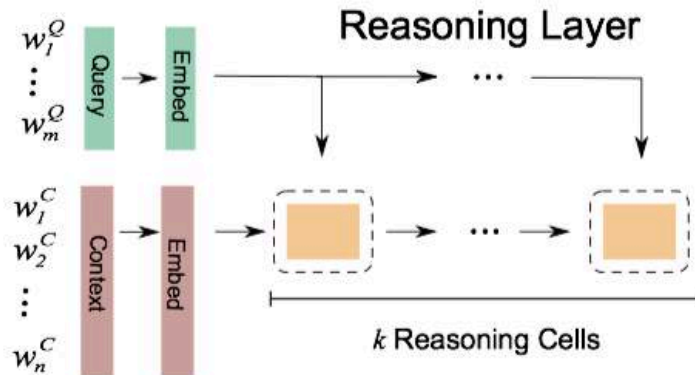 Reasoning Layer
w_1^Q
...
w_m^Q
Query
Embed
...
w_1^C
w_2^C
...
w_n^C
Context
Embed
...
k Reasoning Cells